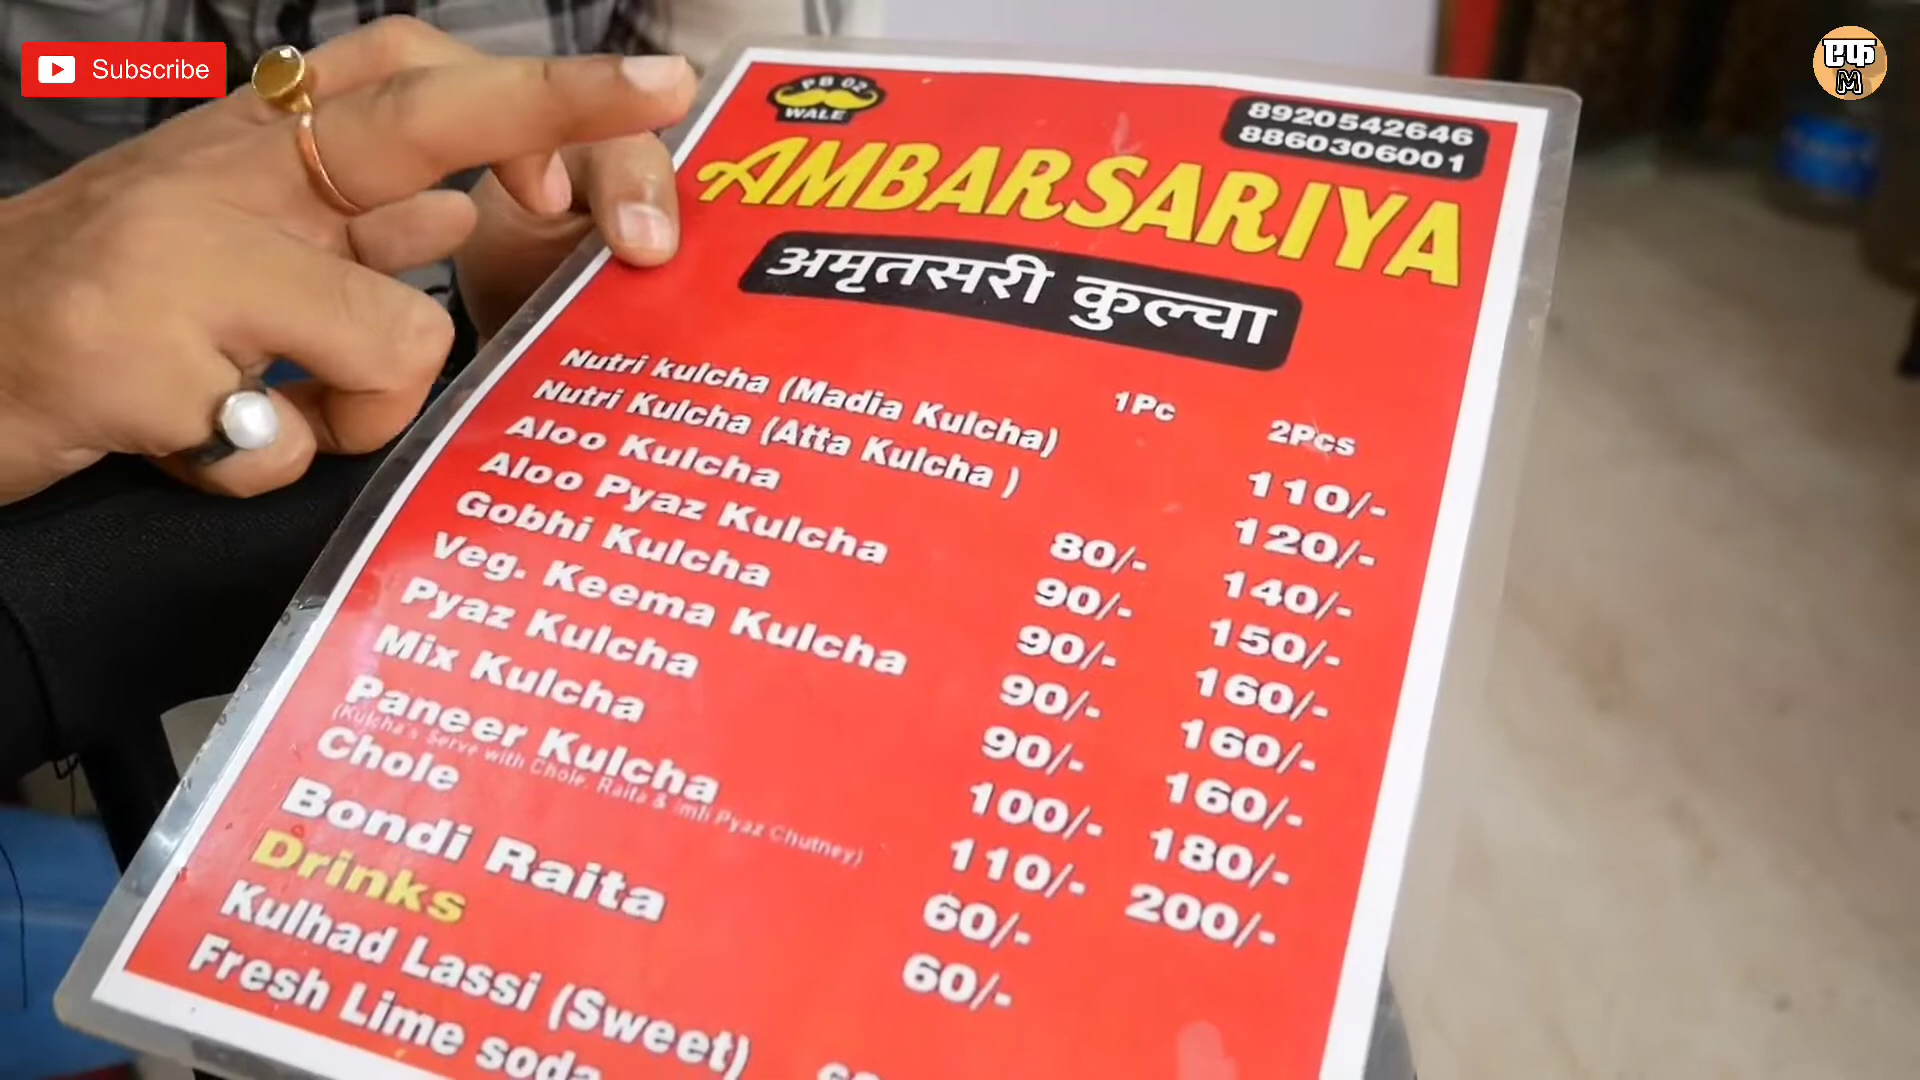 Subscribe
एफ
M
PB 02
WALE
8920542646
8860306001
AMBARSARIYA
अमृतसरी कुल्चा
1Pc 2Pcs
Nutri kulcha (Madia Kulcha) 110/-
Nutri Kulcha (Atta Kulcha ) 120/-
Aloo Kulcha 80/- 140/-
Aloo Pyaz Kulcha 90/- 150/-
Gobhi Kulcha 90/- 160/-
Veg. Keema Kulcha 90/- 160/-
Pyaz Kulcha 90/- 160/-
Mix Kulcha 100/- 180/-
Paneer Kulcha 110/- 200/-
(Kulcha's Serve with Chole, Raita & Imli Pyaz Chutney)
Chole 60/-
Bondi Raita 60/-
Drinks
Kulhad Lassi (Sweet)
Fresh Lime soda